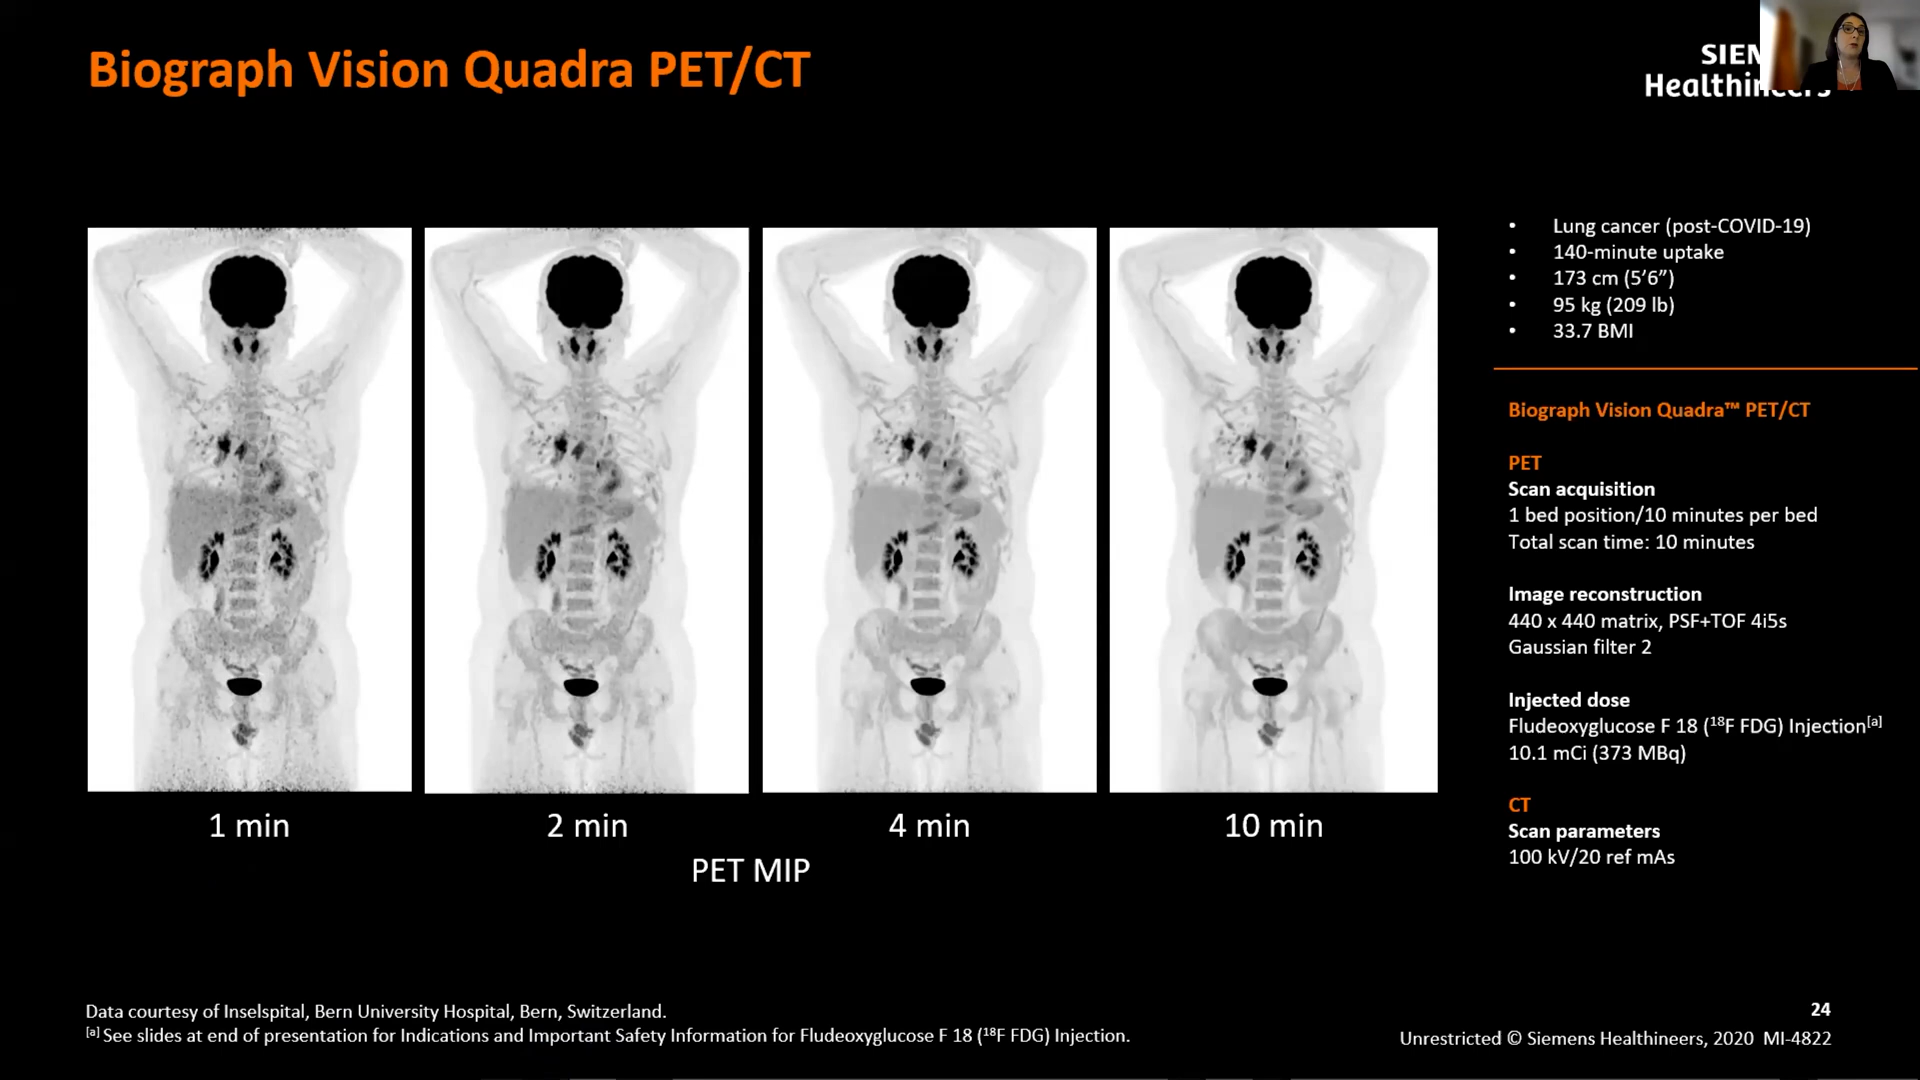 Biograph Vision Quadra PET/CT
SIEM
Healthineers
• Lung cancer (post-COVID-19)
• 140-minute uptake
• 173 cm (5’6”)
• 95 kg (209 lb)
• 33.7 BMI
Biograph Vision Quadra™ PET/CT
PET
Scan acquisition
1 bed position/10 minutes per bed
Total scan time: 10 minutes
Image reconstruction
440 x 440 matrix, PSF+TOF 4i5s
Gaussian filter 2
Injected dose
Fludeoxyglucose F 18 (¹⁸F FDG) Injection[a]
10.1 mCi (373 MBq)
CT
Scan parameters
100 kV/20 ref mAs
1 min
2 min
4 min
10 min
PET MIP
Data courtesy of Inselspital, Bern University Hospital, Bern, Switzerland.
[a] See slides at end of presentation for Indications and Important Safety Information for Fludeoxyglucose F 18 (¹⁸F FDG) Injection.
24
Unrestricted © Siemens Healthineers, 2020 MI-4822